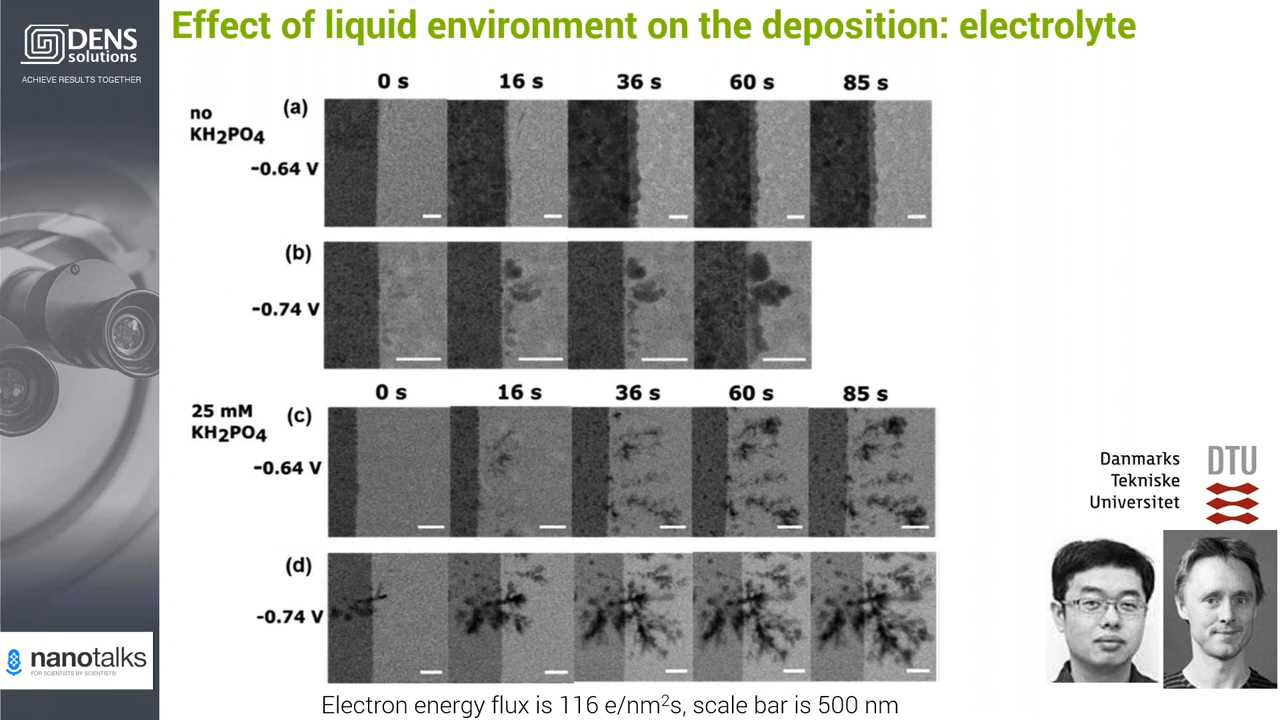 Effect of liquid environment on the deposition: electrolyte
DENS
solutions
ACHIEVE RESULTS TOGETHER
0 s 16 s 36 s 60 s 85 s
no
KH2PO4
(a)
-0.64 V
(b)
-0.74 V
0 s 16 s 36 s 60 s 85 s
25 mM
KH2PO4
(c)
-0.64 V
(d)
-0.74 V
Danmarks
Tekniske
Universitet
DTU
nanotalks
FOR SCIENTISTS BY SCIENTISTS!
Electron energy flux is 116 e/nm²s, scale bar is 500 nm